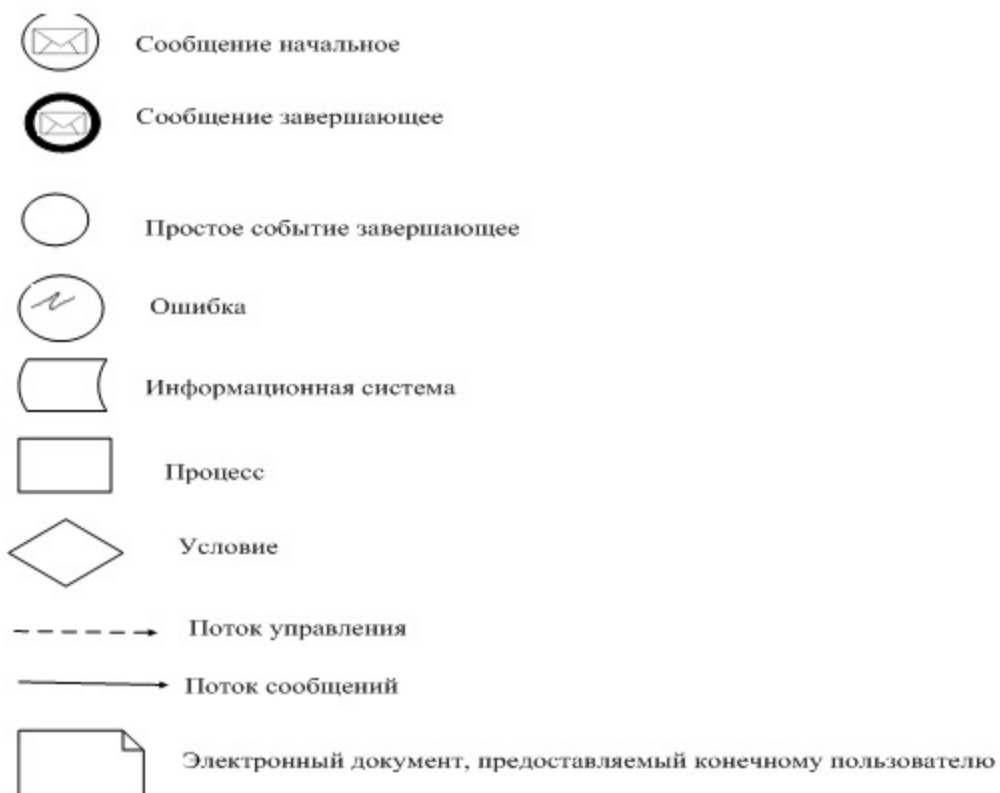 Сообщение начальное
Сообщение завершающее
Простое событие завершающее
Ошибка
Информационная система
Процесс
Условие
Поток управления
Поток сообщений
Электронный документ, предоставляемый конечному пользователю